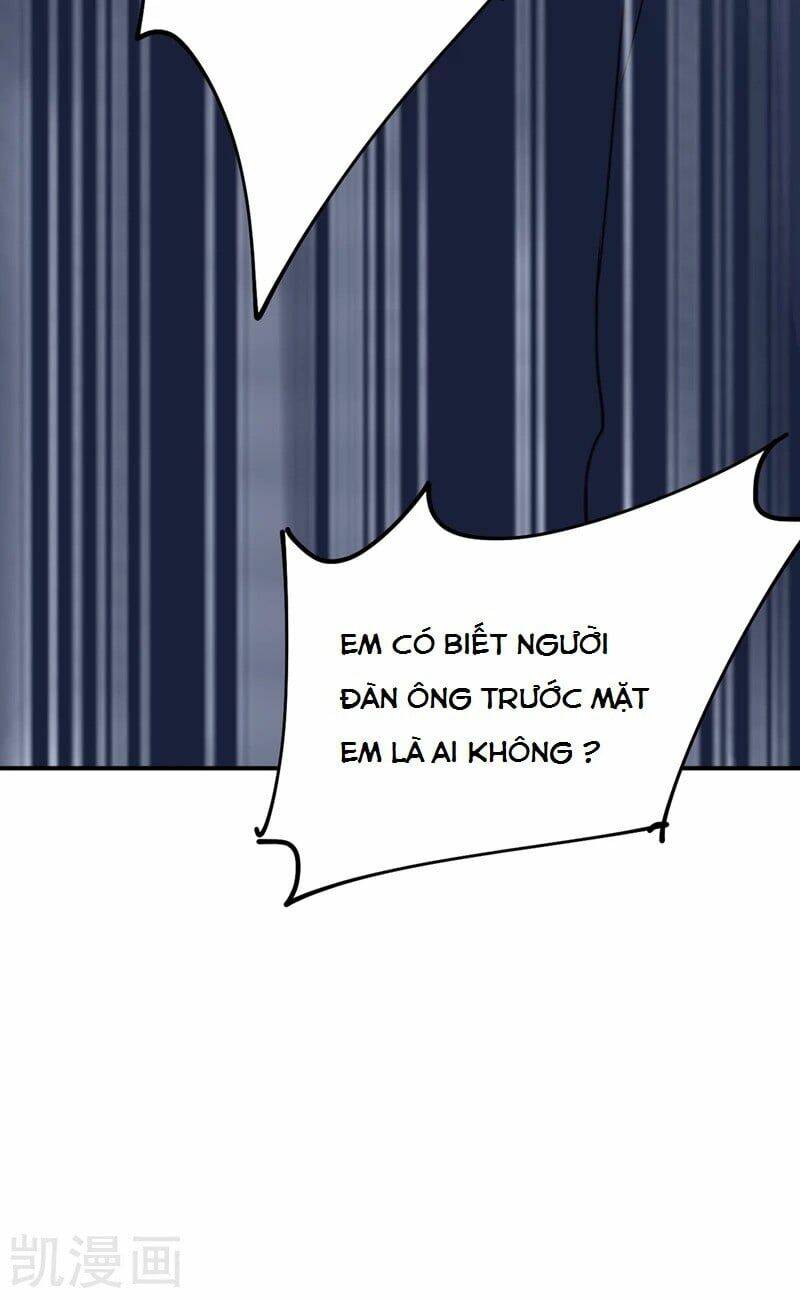 EM CÓ BIẾT NGƯỜI
ĐÀN ÔNG TRƯỚC MẶT
EM LÀ AI KHÔNG ?
凯漫画